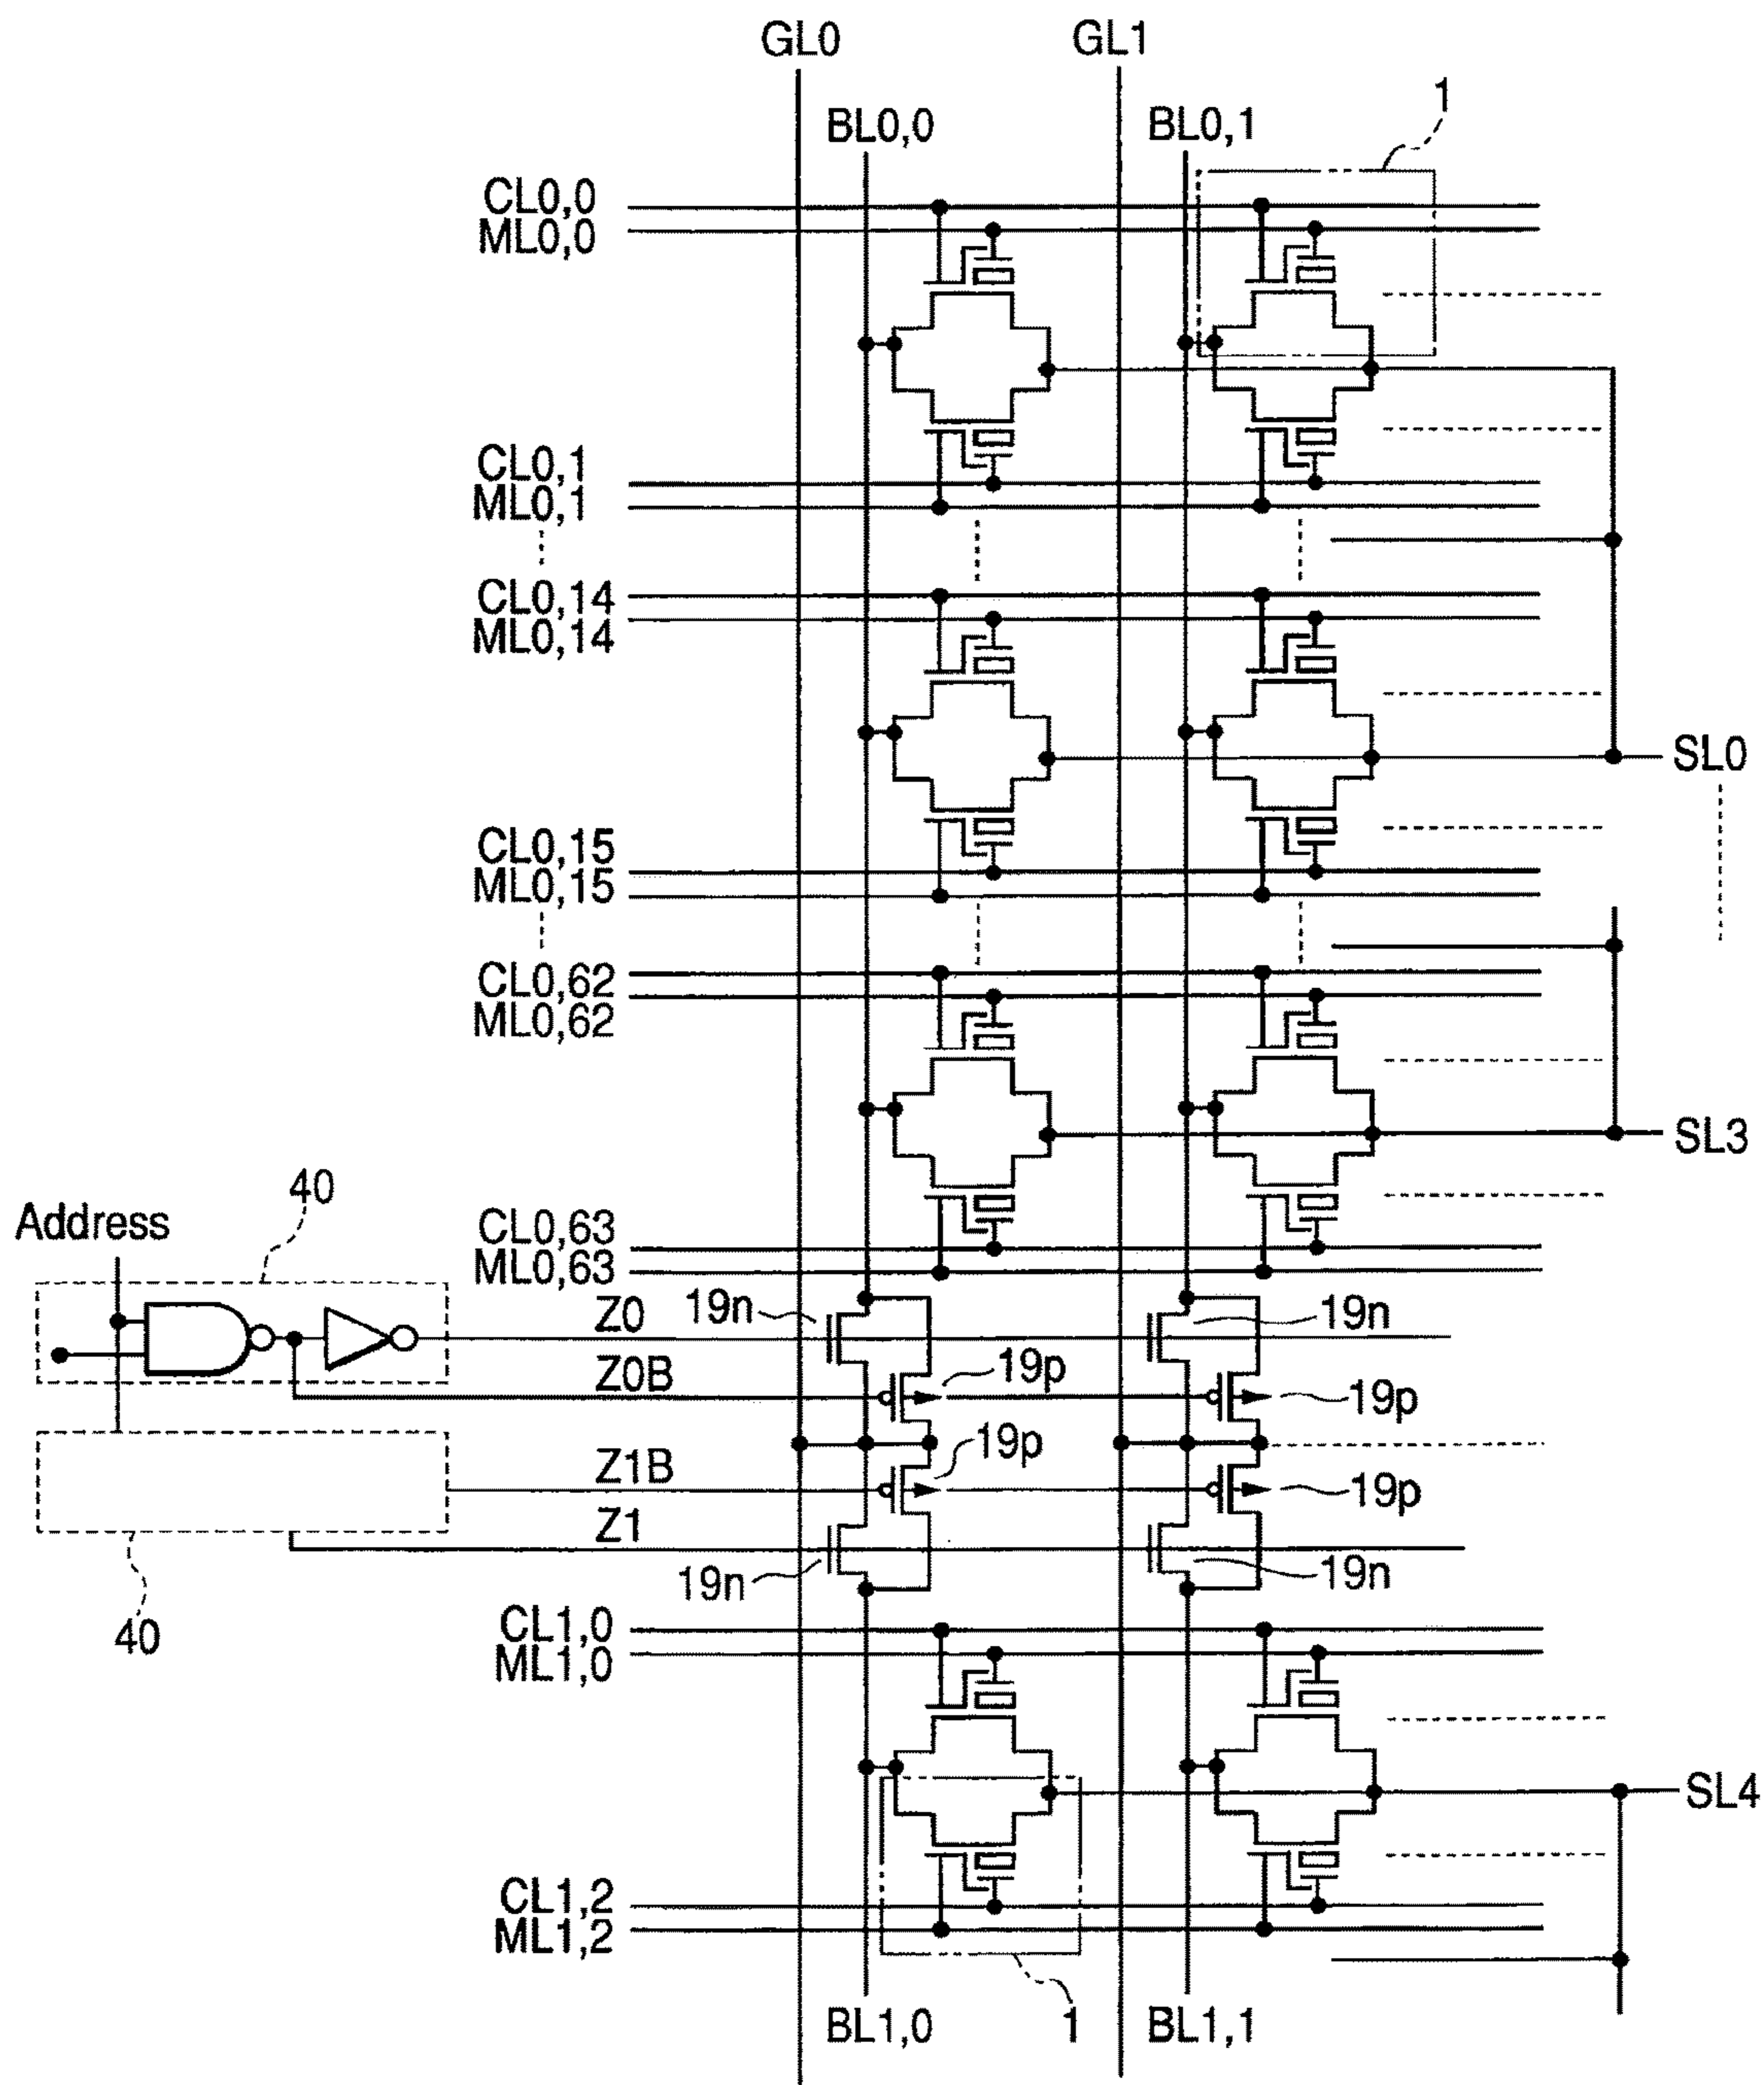 GL0 GL1
1
BL0,0 BL0,1
CL0,0
ML0,0
CL0,1
ML0,1
CL0,14
ML0,14
SL0
CL0,15
ML0,15
CL0,62
ML0,62
SL3
40
Address
CL0,63
ML0,63
19n Z0 19n
Z0B 19p 19p
Z1B 19p 19p
Z1
19n 19n
40
CL1,0
ML1,0
SL4
CL1,2
ML1,2
BL1,0 1 BL1,1